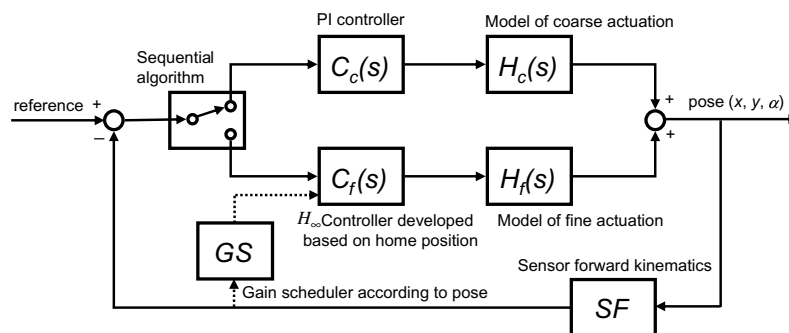 PI controller
Model of coarse actuation
Sequential
algorithm
C_c(s)
H_c(s)
reference
+
−
+
+
pose (x, y, α)
C_f(s)
H_f(s)
H∞ Controller developed
based on home position
Model of fine actuation
GS
Sensor forward kinematics
Gain scheduler according to pose
SF